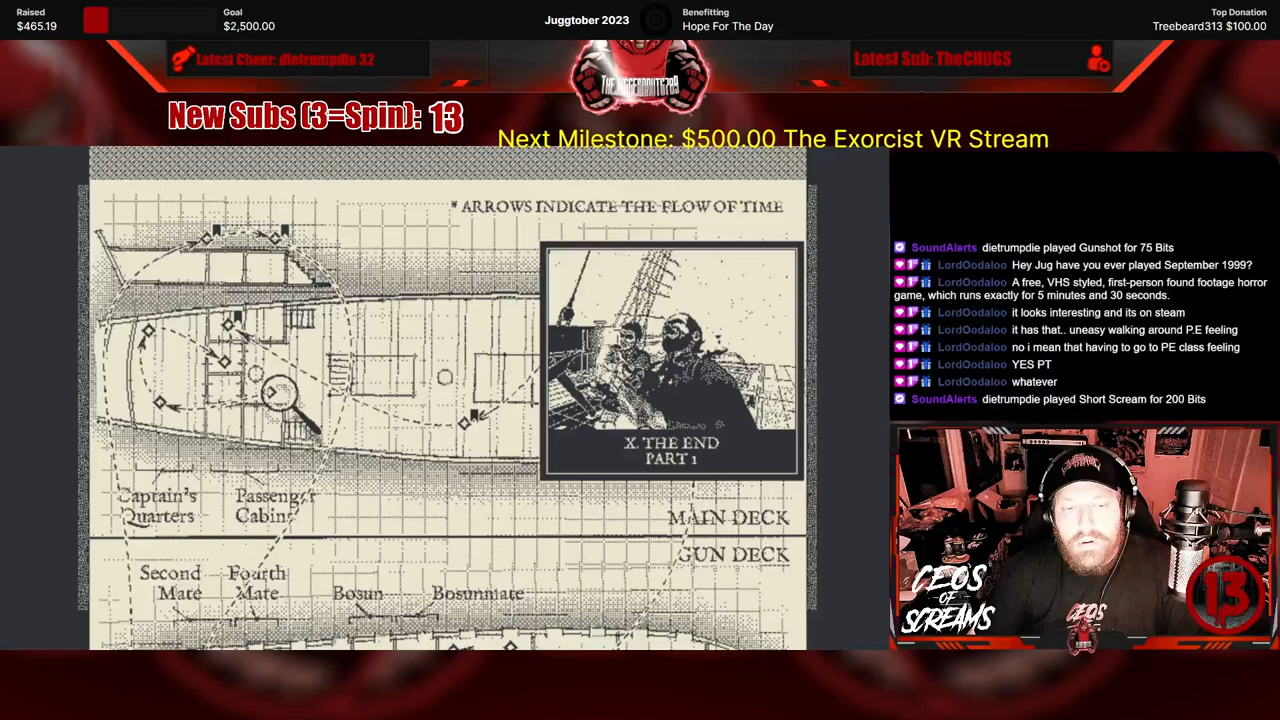 Raised
$465.19
Goal
$2,500.00
Juggtober 2023
Benefitting
Hope For The Day
Top Donation
Treebeard313 $100.00
Latest Cheer: dietrumpdie 32
Latest Sub: TheCHUGS
New Subs (3=Spin): 13
Next Milestone: $500.00 The Exorcist VR Stream
* ARROWS INDICATE THE FLOW OF TIME
X. THE END
PART 1
Captain's
Quarters
Passenger
Cabins
MAIN DECK
GUN DECK
Second
Mate
Fourth
Mate
Bosun
Bosunmate
SoundAlerts dietrumpdie played Gunshot for 75 Bits
LordOodaloo Hey Jug have you ever played September 1999?
LordOodaloo A free, VHS styled, first-person found footage horror
game, which runs exactly for 5 minutes and 30 seconds.
LordOodaloo it looks interesting and its on steam
LordOodaloo it has that.. uneasy walking around P.E feeling
LordOodaloo no i mean that having to go to PE class feeling
LordOodaloo YES PT
LordOodaloo whatever
SoundAlerts dietrumpdie played Short Scream for 200 Bits
CEOS
OF
SCREAMS
CEOS
OF
13